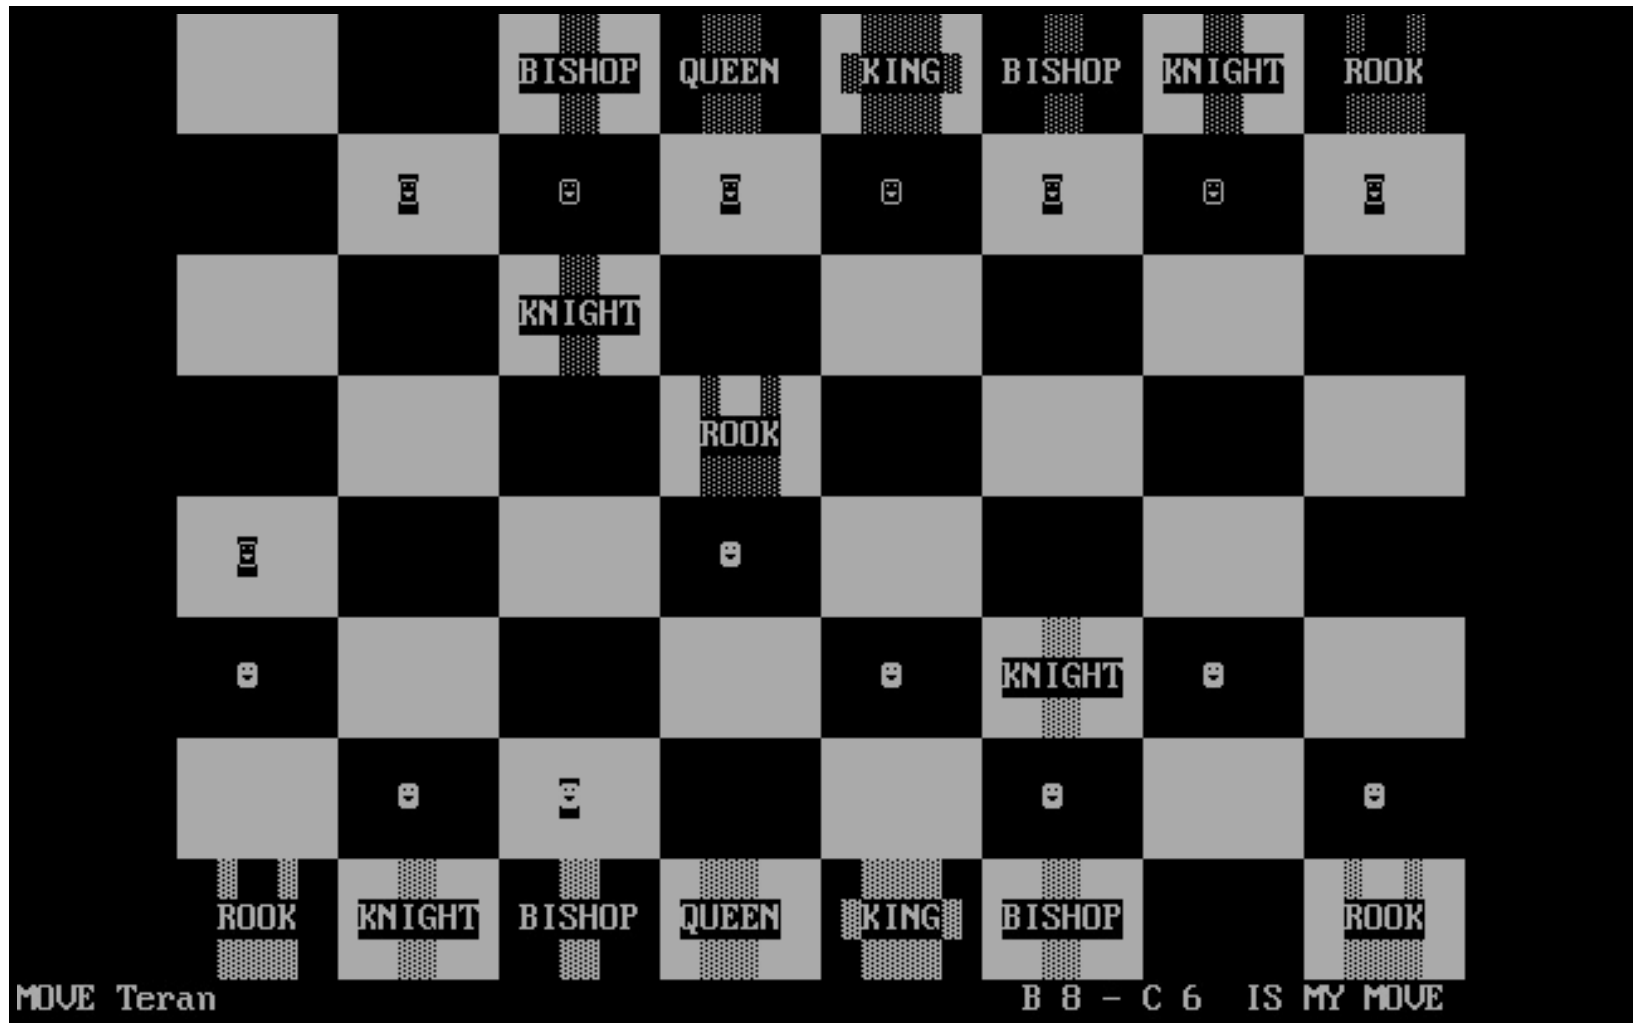 BISHOP QUEEN KING BISHOP KNIGHT ROOK
KNIGHT
ROOK
KNIGHT
ROOK KNIGHT BISHOP QUEEN KING BISHOP ROOK
MOVE Teran B 8 - C 6 IS MY MOVE